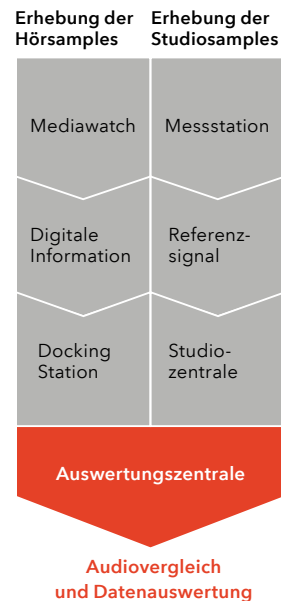 Erhebung der
Hörsamples
Erhebung der
Studiosamples
Mediawatch
Messstation
Digitale
Information
Referenz-
signal
Docking
Station
Studio-
zentrale
Auswertungszentrale
Audiovergleich
und Datenauswertung